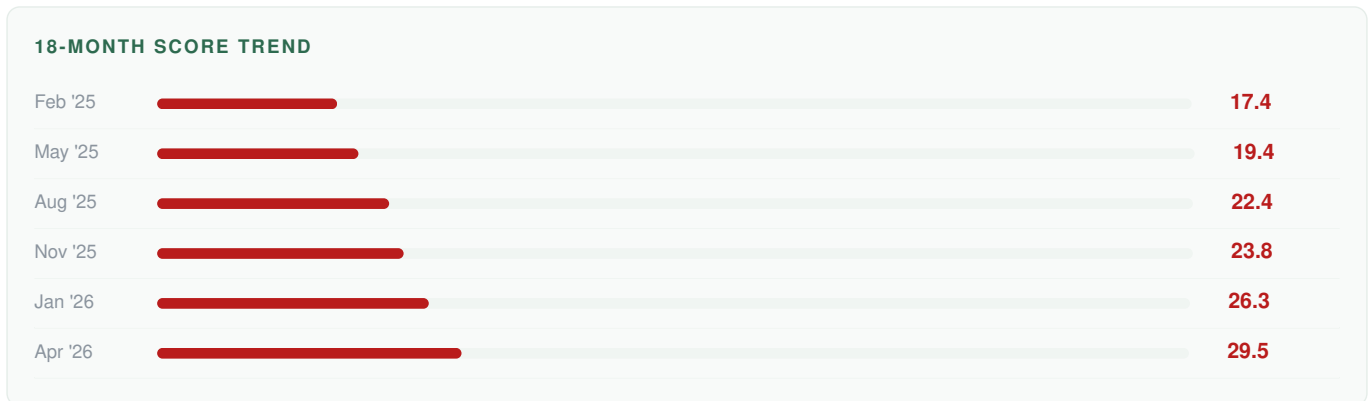 18-MONTH SCORE TREND
Feb '25 17.4
May '25 19.4
Aug '25 22.4
Nov '25 23.8
Jan '26 26.3
Apr '26 29.5